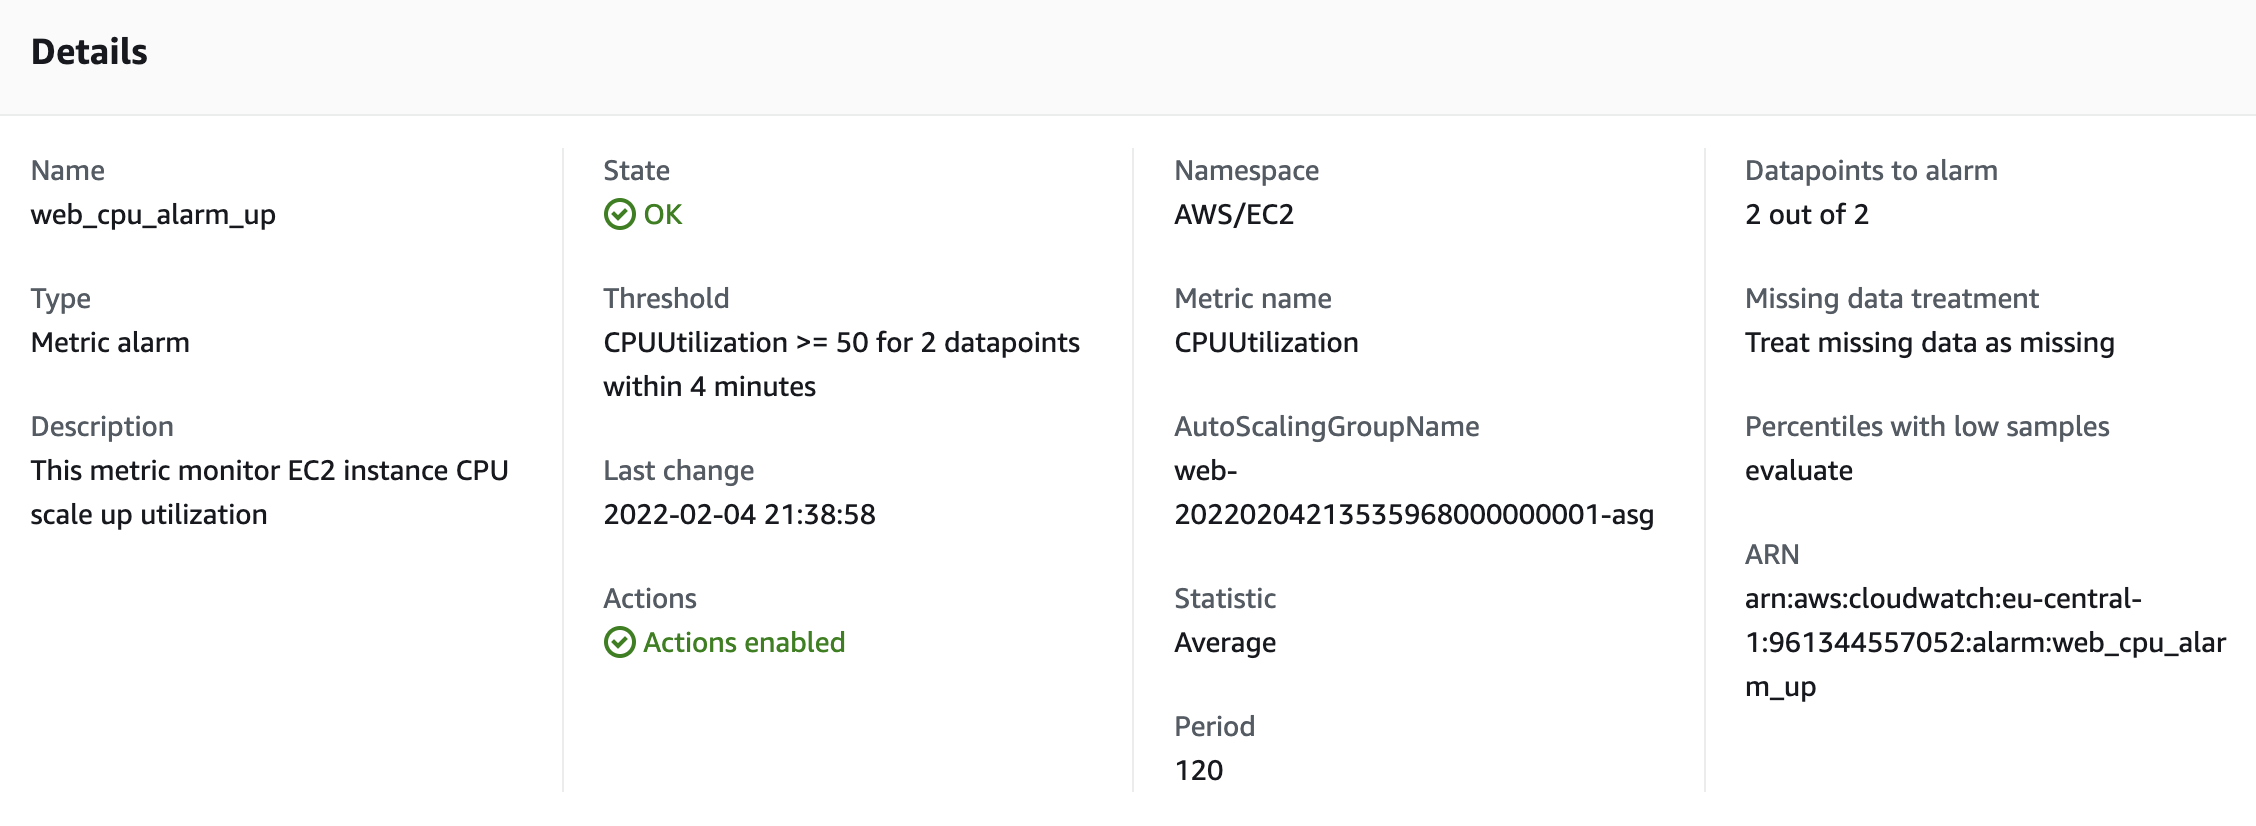 Details
Name
web_cpu_alarm_up
Type
Metric alarm
Description
This metric monitor EC2 instance CPU
scale up utilization
State
OK
Threshold
CPUUtilization >= 50 for 2 datapoints
within 4 minutes
Last change
2022-02-04 21:38:58
Actions
Actions enabled
Namespace
AWS/EC2
Metric name
CPUUtilization
AutoScalingGroupName
web-
20220204213535968000000001-asg
Statistic
Average
Period
120
Datapoints to alarm
2 out of 2
Missing data treatment
Treat missing data as missing
Percentiles with low samples
evaluate
ARN
arn:aws:cloudwatch:eu-central-
1:961344557052:alarm:web_cpu_alar
m_up